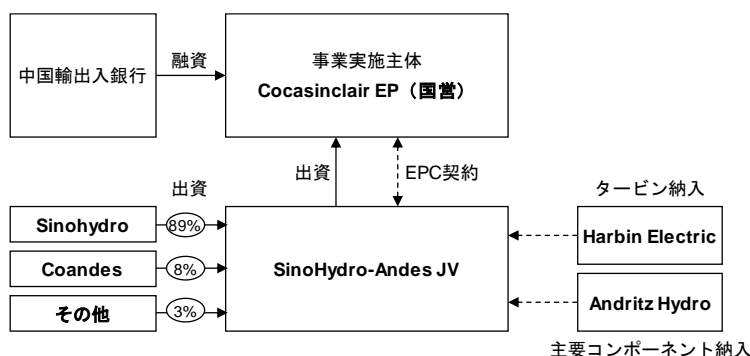 中国輸出入銀行
融資
事業実施主体
Cocasinclair EP（国営）
出資
EPC契約
出資
タービン納入
Sinohydro
89%
Coandes
8%
その他
3%
SinoHydro-Andes JV
Harbin Electric
Andritz Hydro
主要コンポーネント納入